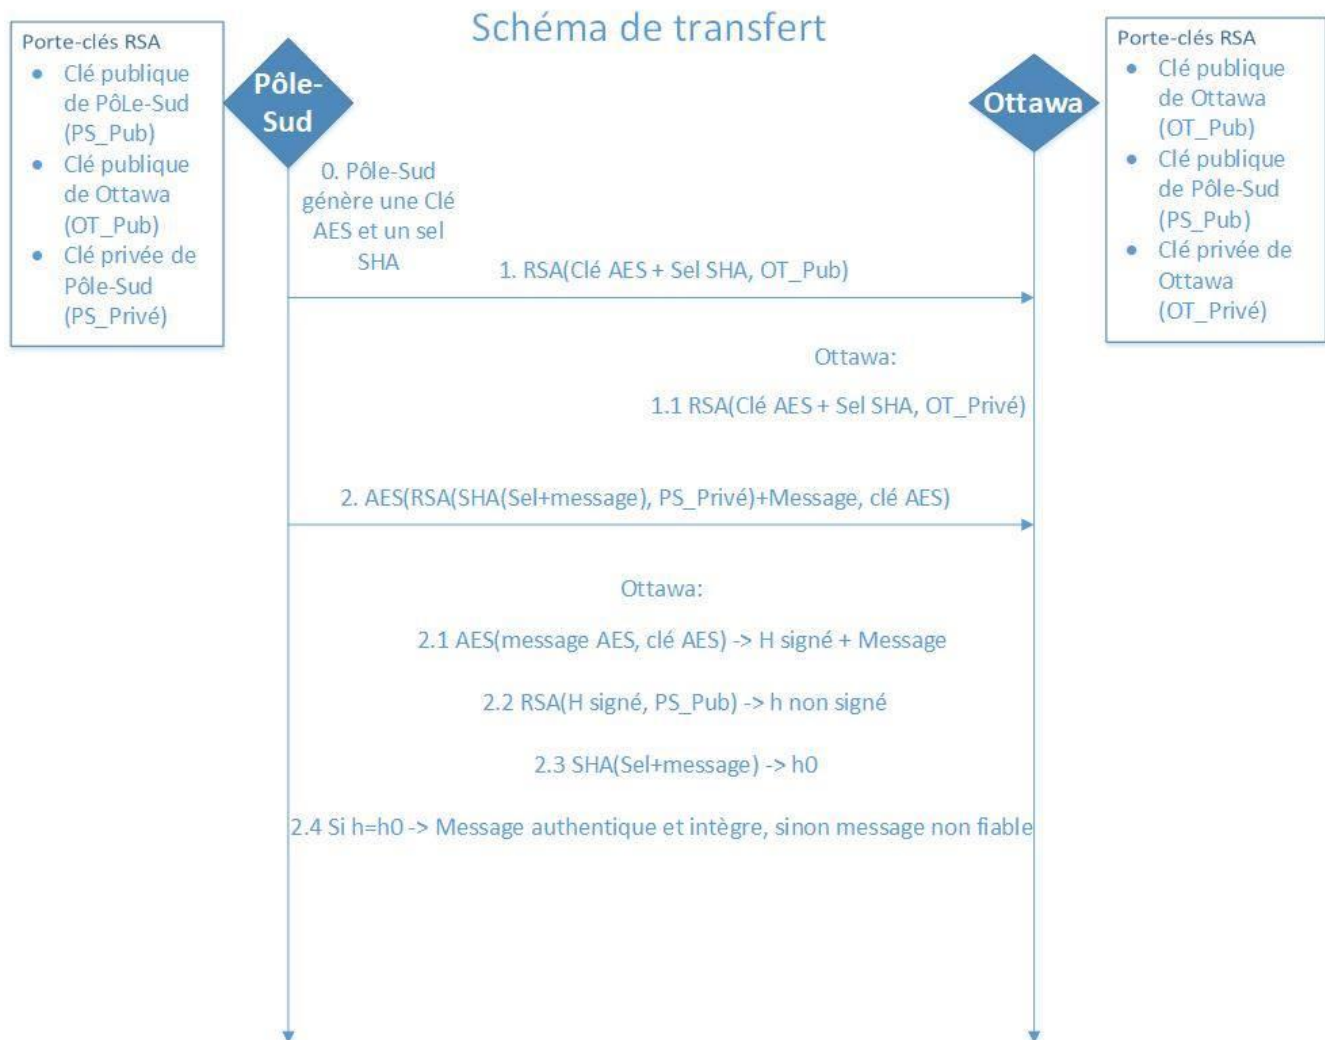 Schéma de transfert
Porte-clés RSA
• Clé publique
de PôLe-Sud
(PS_Pub)
• Clé publique
de Ottawa
(OT_Pub)
• Clé privée de
Pôle-Sud
(PS_Privé)
Pôle-
Sud
Ottawa
Porte-clés RSA
• Clé publique
de Ottawa
(OT_Pub)
• Clé publique
de Pôle-Sud
(PS_Pub)
• Clé privée de
Ottawa
(OT_Privé)
0. Pôle-Sud
génère une Clé
AES et un sel
SHA
1. RSA(Clé AES + Sel SHA, OT_Pub)
Ottawa:
1.1 RSA(Clé AES + Sel SHA, OT_Privé)
2. AES(RSA(SHA(Sel+message), PS_Privé)+Message, clé AES)
Ottawa:
2.1 AES(message AES, clé AES) -> H signé + Message
2.2 RSA(H signé, PS_Pub) -> h non signé
2.3 SHA(Sel+message) -> h0
2.4 Si h=h0 -> Message authentique et intègre, sinon message non fiable